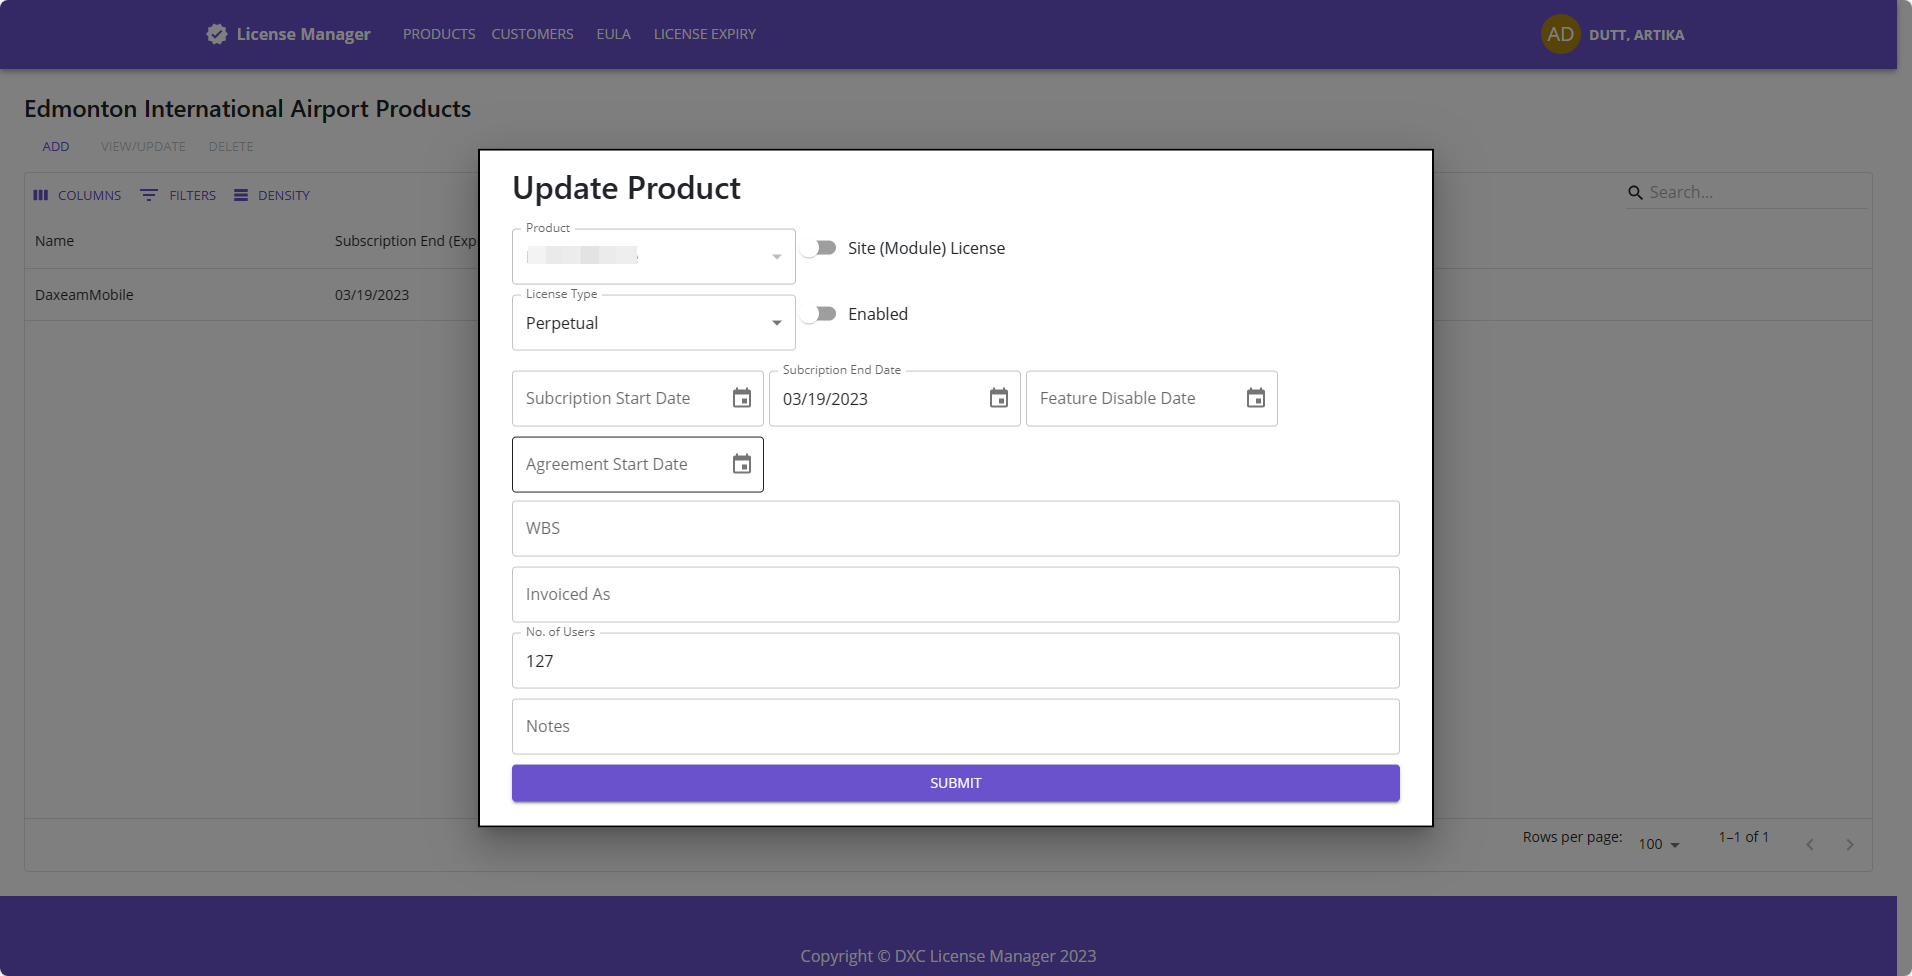 License Manager PRODUCTS CUSTOMERS EULA LICENSE EXPIRY AD DUTT, ARTIKA
Edmonton International Airport Products
ADD VIEW/UPDATE DELETE
COLUMNS FILTERS DENSITY Search...
Name Subscription End (Exp
DaxeamMobile 03/19/2023
Update Product
Product
Site (Module) License
License Type
Perpetual Enabled
Subcription Start Date Subcription End Date 03/19/2023 Feature Disable Date
Agreement Start Date
WBS
Invoiced As
No. of Users
127
Notes
SUBMIT
Rows per page: 100 1–1 of 1
Copyright © DXC License Manager 2023